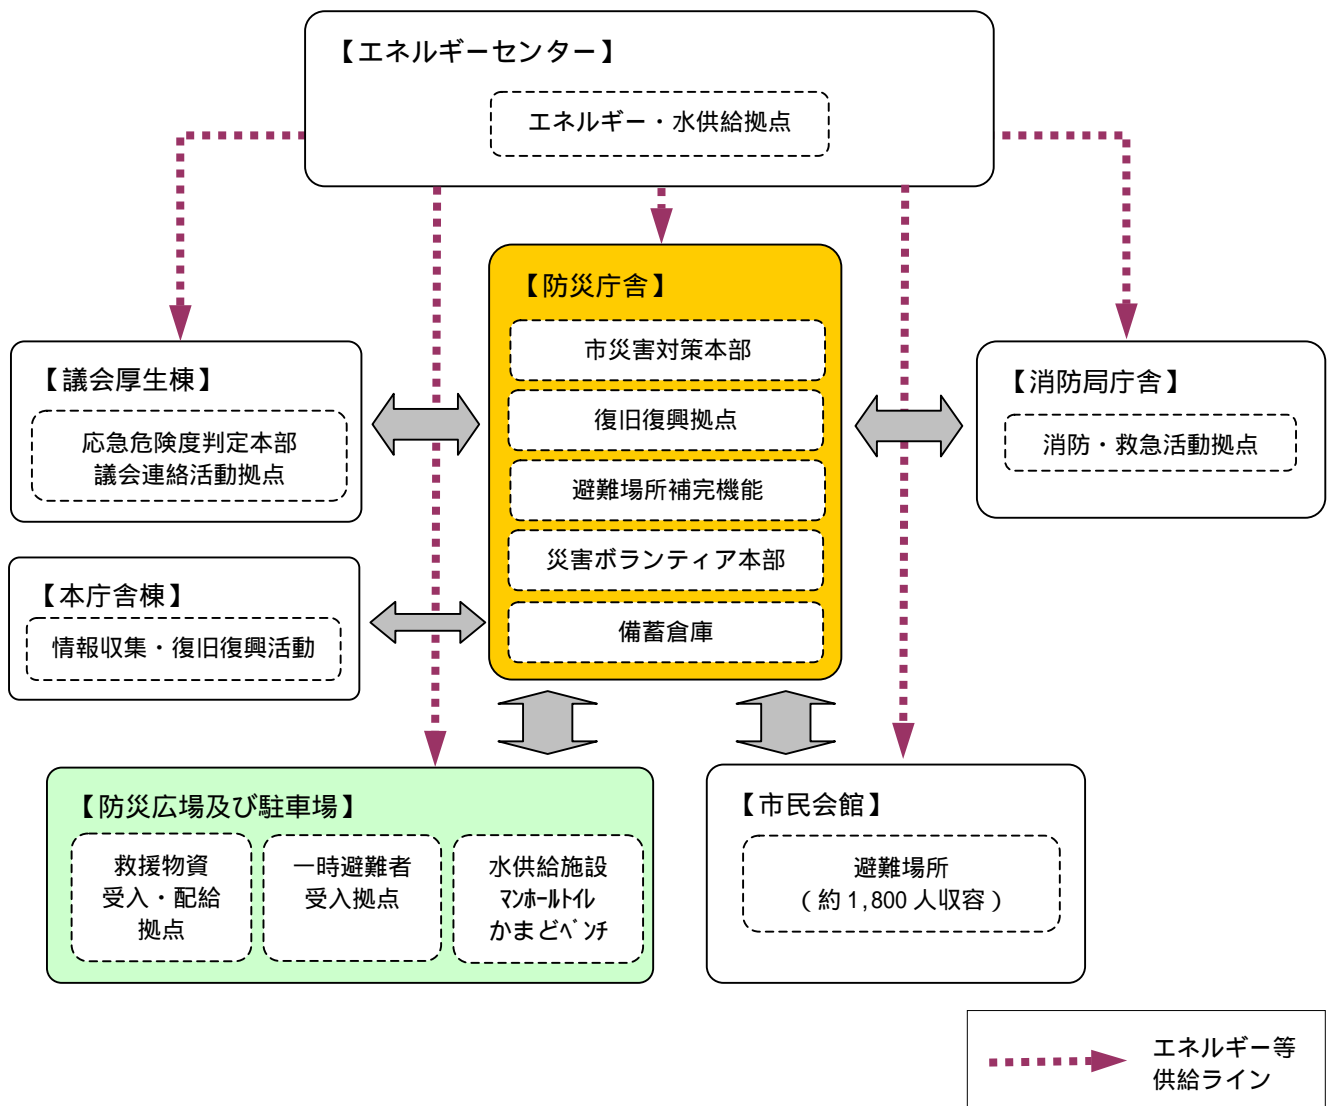 【エネルギーセンター】
エネルギー・水供給拠点
【防災庁舎】
市災害対策本部
復旧復興拠点
避難場所補完機能
災害ボランティア本部
備蓄倉庫
【議会厚生棟】
応急危険度判定本部
議会連絡活動拠点
【消防局庁舎】
消防・救急活動拠点
【本庁舎棟】
情報収集・復旧復興活動
【防災広場及び駐車場】
救援物資
受入・配給
拠点
一時避難者
受入拠点
水供給施設
ﾏﾝﾎｰﾙﾄｲﾚ
かまどﾍﾞﾝﾁ
【市民会館】
避難場所
（約1,800人収容）
エネルギー等
供給ライン